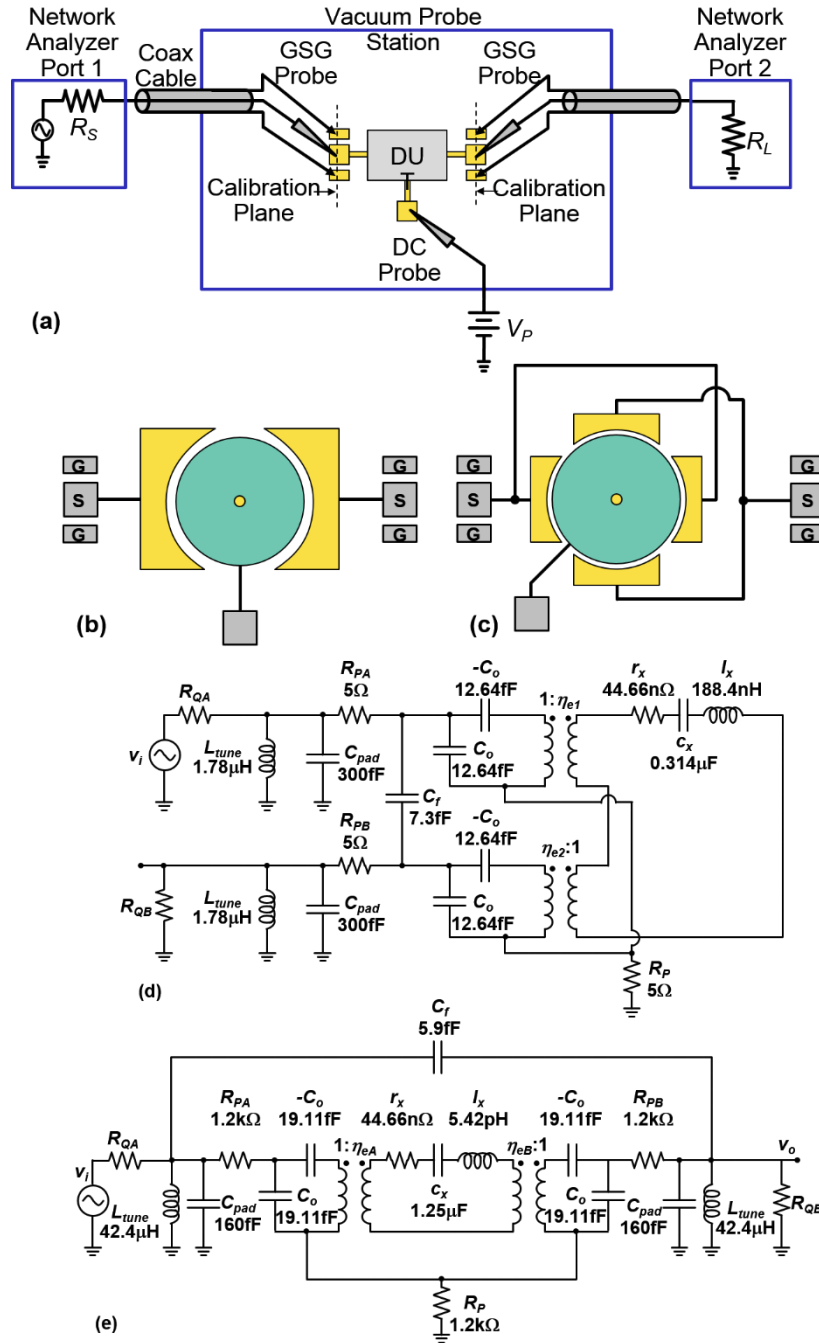 Network
Analyzer
Port 1
Coax
Cable
Vacuum Probe
Station
GSG
Probe
GSG
Probe
Network
Analyzer
Port 2
R_S
DU
T
R_L
Calibration
Plane
Calibration
Plane
DC
Probe
V_P
(a)
(c)
G
S
G
G
S
G
G
S
G
G
S
G
(b)
R_QA
v_i
L_tune
1.78µH
C_pad
300fF
R_PA
5Ω
-C_o
12.64fF
C_o
12.64fF
1:η_e1
r_x
44.66nΩ
l_x
188.4nH
c_x
0.314µF
C_f
7.3fF
R_PB
5Ω
-C_o
12.64fF
η_e2:1
R_QB
L_tune
1.78µH
C_pad
300fF
C_o
12.64fF
R_P
5Ω
(d)
C_f
5.9fF
R_QA
v_i
R_PA
1.2kΩ
-C_o
19.11fF
r_x
44.66nΩ
l_x
5.42pH
-C_o
19.11fF
R_PB
1.2kΩ
1:η_eA
η_eB:1
v_o
L_tune
42.4µH
C_pad
160fF
C_o
19.11fF
c_x
1.25µF
C_o
19.11fF
C_pad
160fF
L_tune
42.4µH
R_QB
R_P
1.2kΩ
(e)